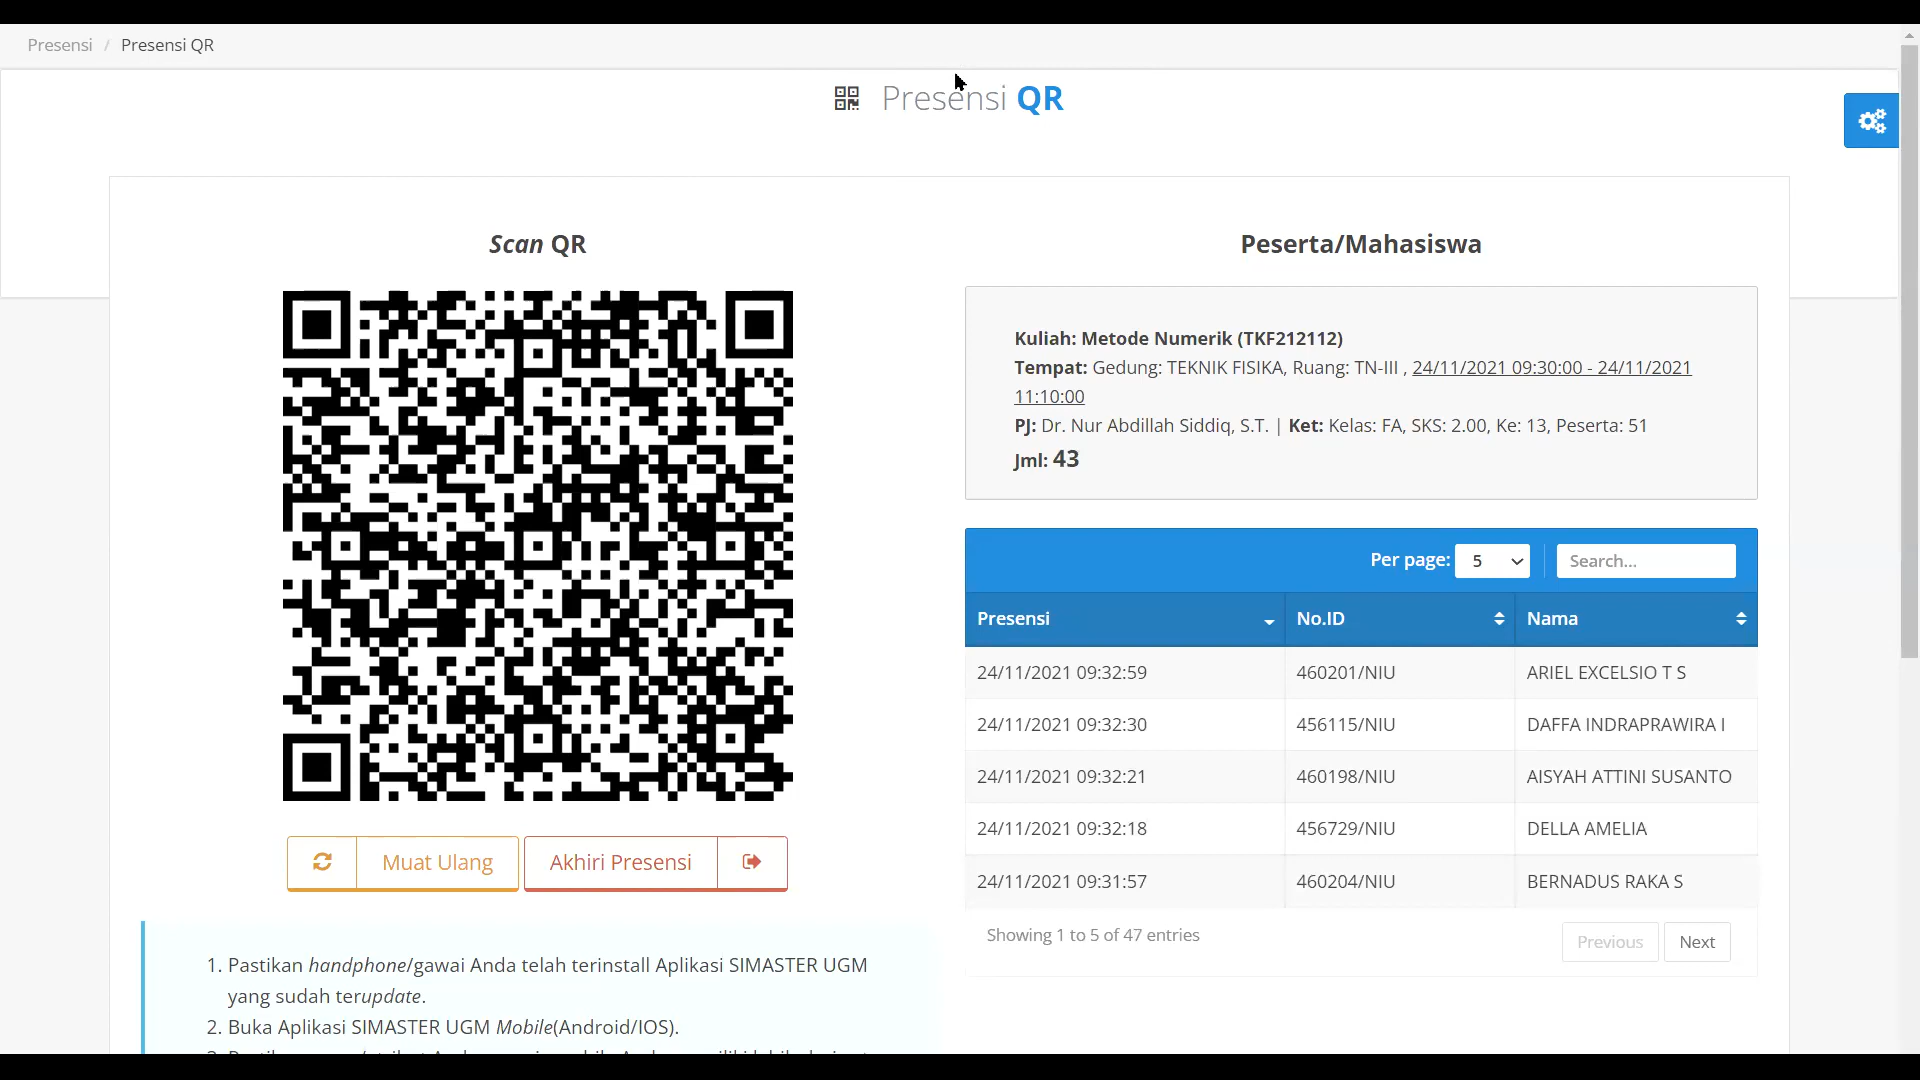 Presensi / Presensi QR
Presensi QR
Scan QR
Muat Ulang
Akhiri Presensi
1. Pastikan handphone/gawai Anda telah terinstall Aplikasi SIMASTER UGM
yang sudah terupdate.
2. Buka Aplikasi SIMASTER UGM Mobile(Android/IOS).
Peserta/Mahasiswa
Kuliah: Metode Numerik (TKF212112)
Tempat: Gedung: TEKNIK FISIKA, Ruang: TN-III , 24/11/2021 09:30:00 - 24/11/2021
11:10:00
PJ: Dr. Nur Abdillah Siddiq, S.T. | Ket: Kelas: FA, SKS: 2.00, Ke: 13, Peserta: 51
Jml: 43
Per page: 5 Search...
Presensi No.ID Nama
24/11/2021 09:32:59 460201/NIU ARIEL EXCELSIO T S
24/11/2021 09:32:30 456115/NIU DAFFA INDRAPRAWIRA I
24/11/2021 09:32:21 460198/NIU AISYAH ATTINI SUSANTO
24/11/2021 09:32:18 456729/NIU DELLA AMELIA
24/11/2021 09:31:57 460204/NIU BERNADUS RAKA S
Showing 1 to 5 of 47 entries
Previous Next